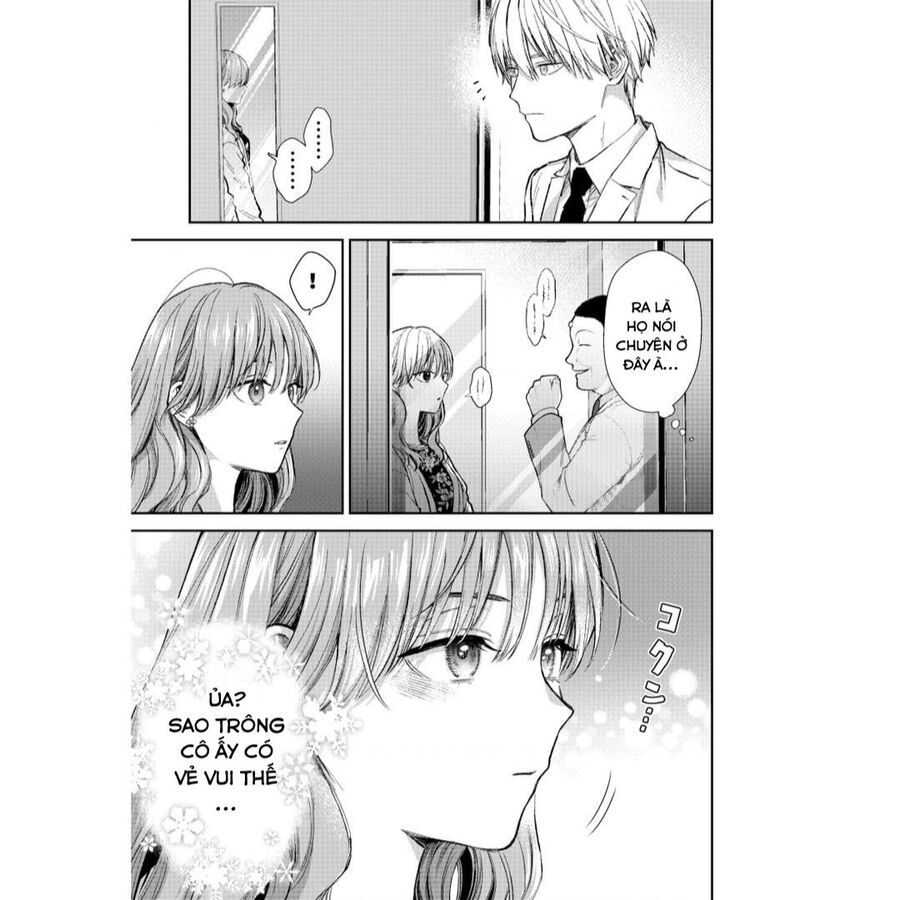 ......
......
RA LÀ
HỌ NÓI
CHUYỆN Ở
ĐÂY À...
!
コクン...
ỦA?
SAO TRÔNG
CÔ ẤY CÓ
VẺ VUI THẾ
...